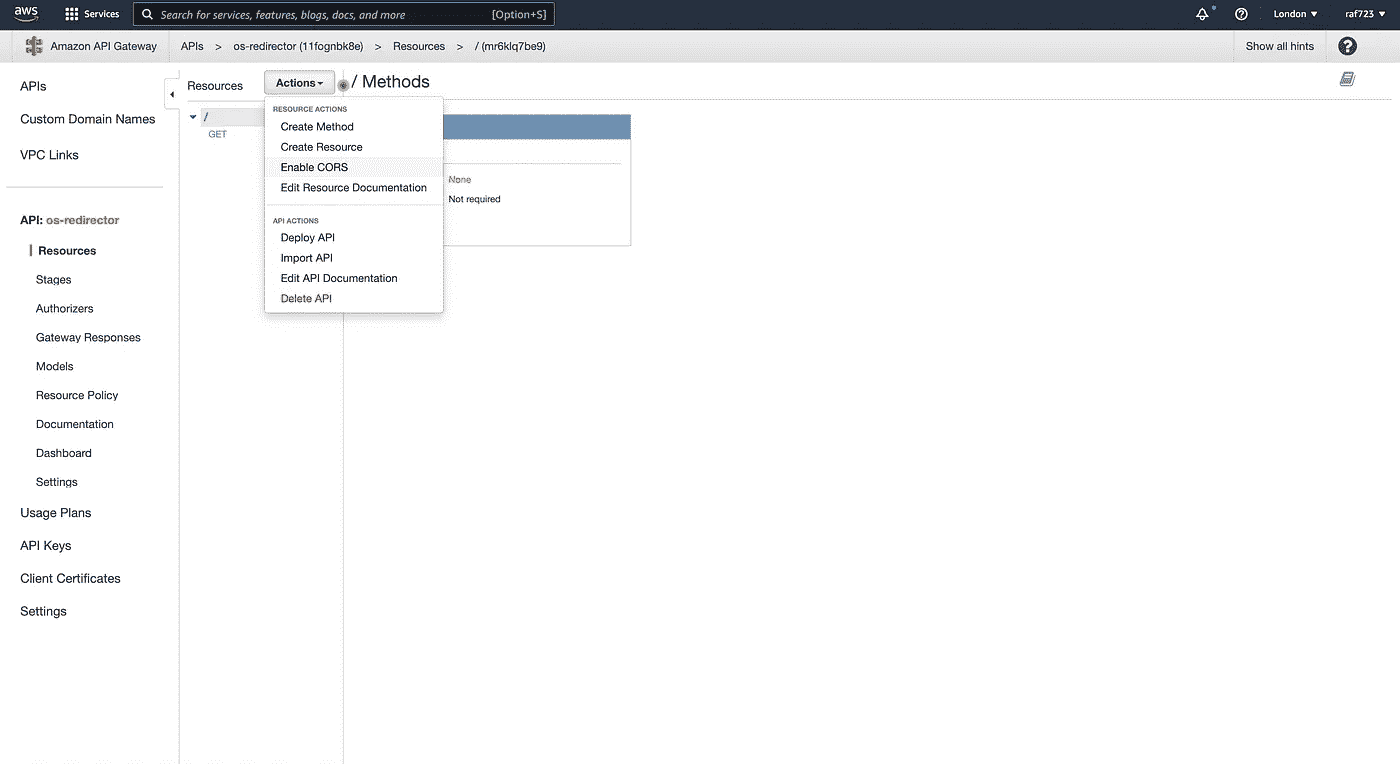 aws Services Search for services, features, blogs, docs, and more [Option+S] London ▼ raf723 ▼
Amazon API Gateway APIs > os-redirector (11fognbk8e) > Resources > / (mr6klq7be9) Show all hints ?
APIs
Custom Domain Names
VPC Links
API: os-redirector
Resources
Stages
Authorizers
Gateway Responses
Models
Resource Policy
Documentation
Dashboard
Settings
Usage Plans
API Keys
Client Certificates
Settings
Resources Actions / Methods
/
GET
RESOURCE ACTIONS
Create Method
Create Resource
Enable CORS
Edit Resource Documentation
API ACTIONS
Deploy API
Import API
Edit API Documentation
Delete API
None
Not required